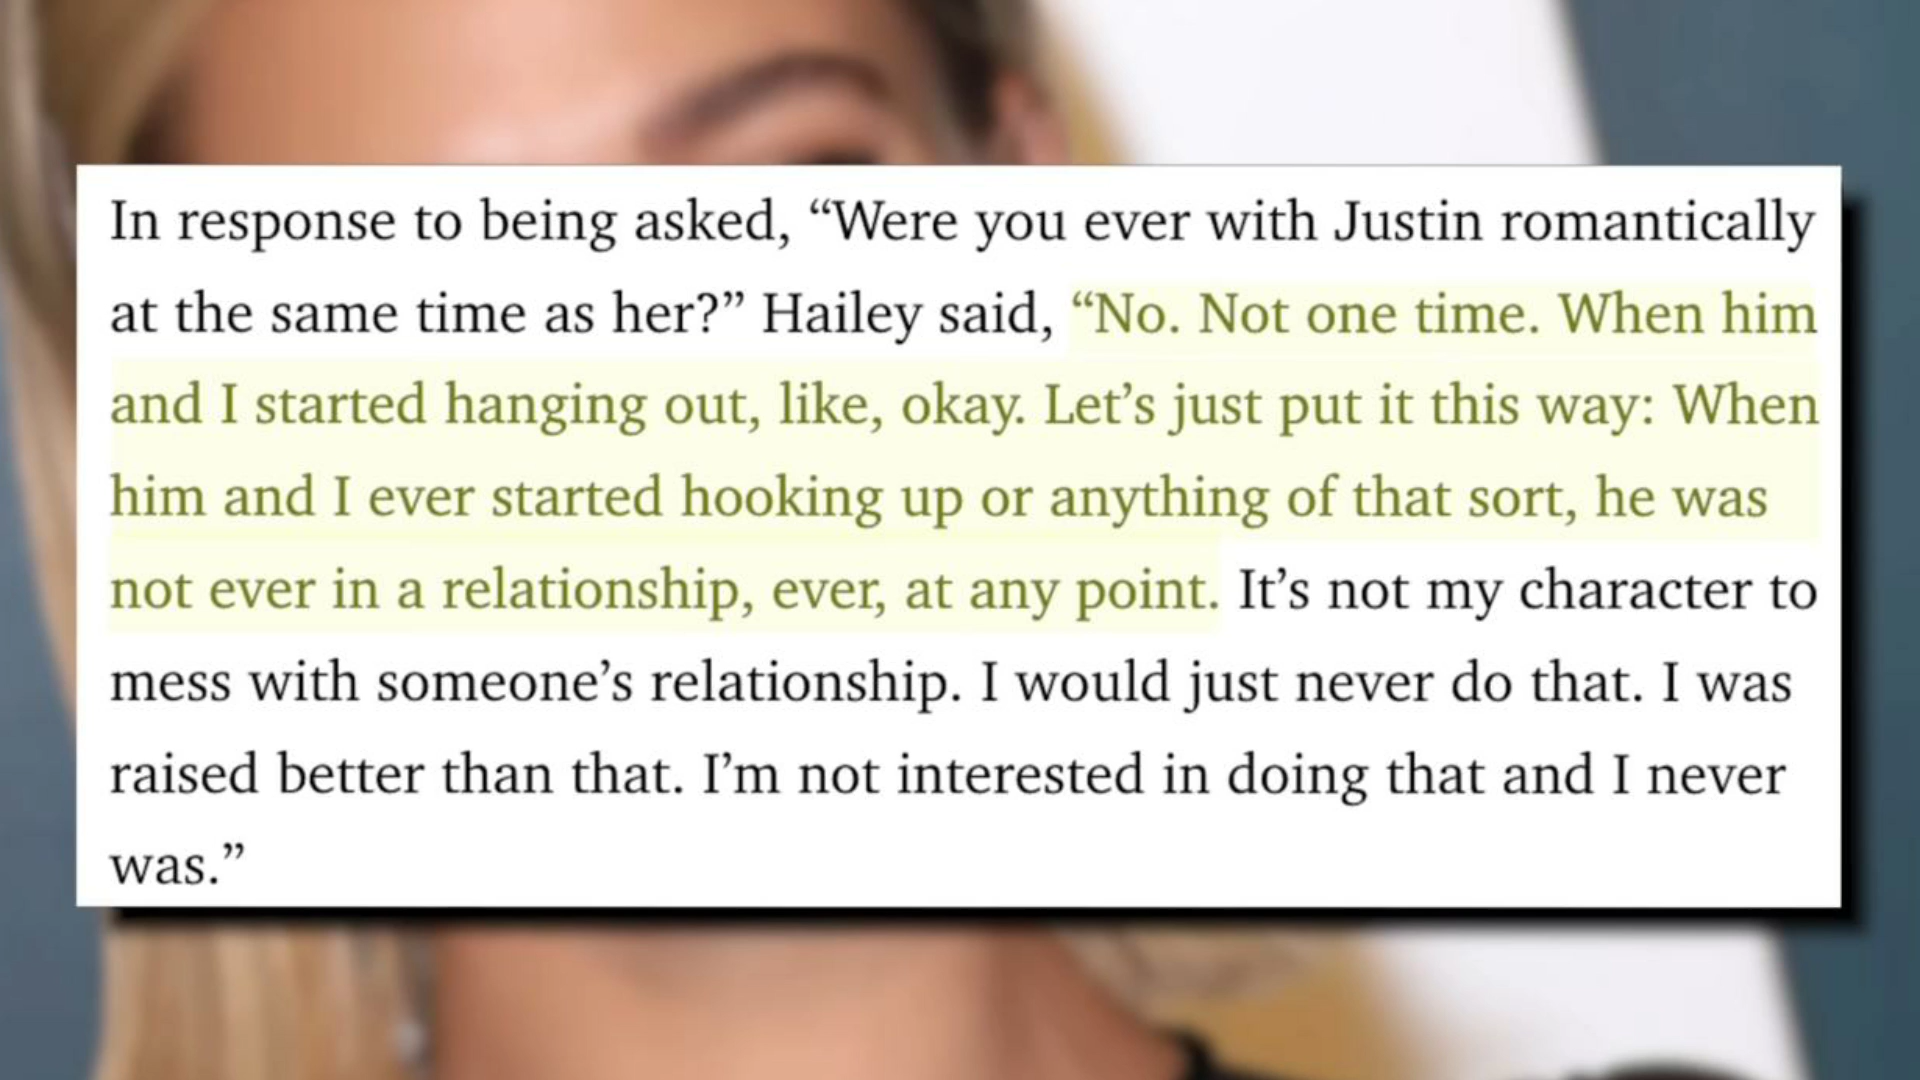 In response to being asked, “Were you ever with Justin romantically
at the same time as her?” Hailey said, “No. Not one time. When him
and I started hanging out, like, okay. Let’s just put it this way: When
him and I ever started hooking up or anything of that sort, he was
not ever in a relationship, ever, at any point. It’s not my character to
mess with someone’s relationship. I would just never do that. I was
raised better than that. I’m not interested in doing that and I never
was.”